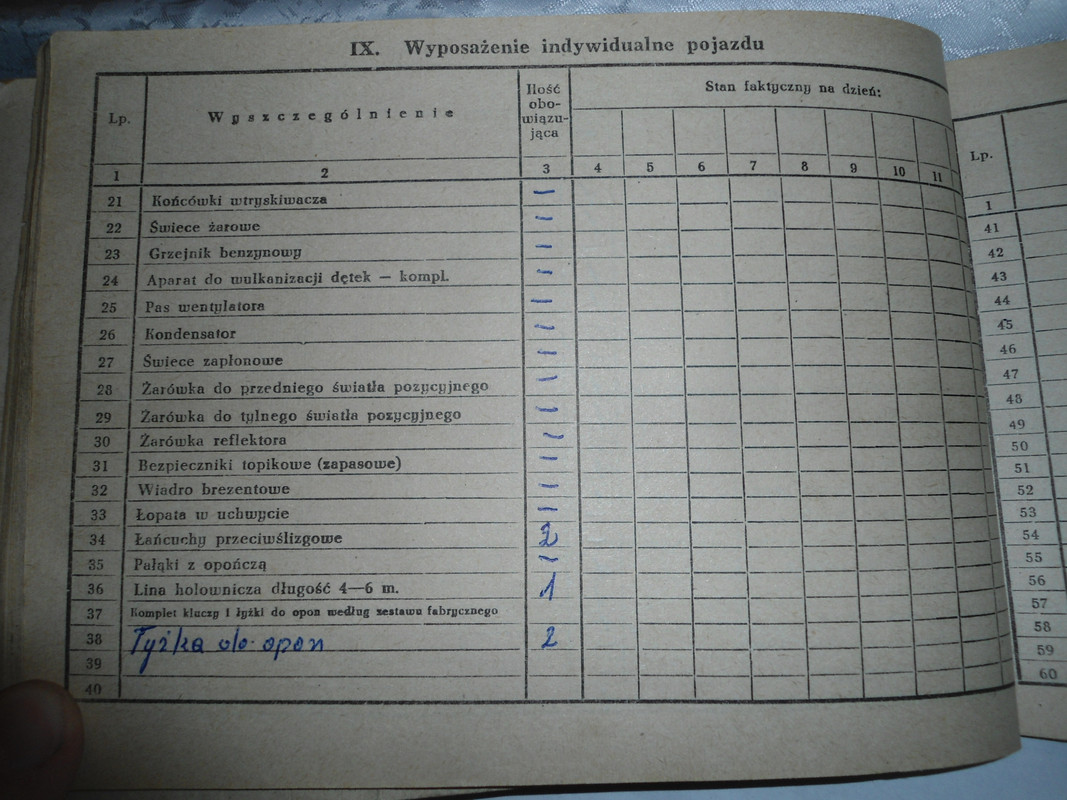 IX. Wyposażenie indywidualne pojazdu
Lp.
Wyszczególnienie
Ilość
obo-
wiązu-
jąca
Stan faktyczny na dzień:
1 2 3 4 5 6 7 8 9 10 11
21 Końcówki wtryskiwacza –
22 Świece żarowe –
23 Grzejnik benzynowy –
24 Aparat do wulkanizacji dętek — kompl. –
25 Pas wentylatora –
26 Kondensator –
27 Świece zapłonowe –
28 Żarówka do przedniego światła pozycyjnego –
29 Żarówka do tylnego światła pozycyjnego –
30 Żarówka reflektora –
31 Bezpieczniki topikowe (zapasowe) –
32 Wiadro brezentowe –
33 Łopata w uchwycie –
34 Łańcuchy przeciwślizgowe 2
35 Pałąki z opończą –
36 Lina holownicza długość 4—6 m. 1
37 Komplet kluczy i łyżki do opon według zestawu fabrycznego
38 Łyżka do opon 2
39
40
Lp.
1
41
42
43
44
45
46
47
48
49
50
51
52
53
54
55
56
57
58
59
60